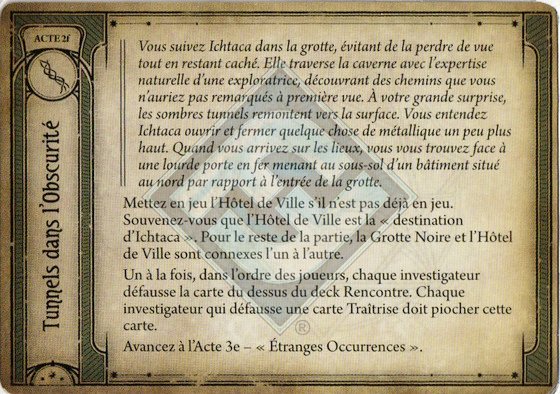 ACTE 2f
Tunnels dans l'Obscurité
Vous suivez Ichtaca dans la grotte, évitant de la perdre de vue
tout en restant caché. Elle traverse la caverne avec l'expertise
naturelle d'une exploratrice, découvrant des chemins que vous
n'auriez pas remarqués à première vue. À votre grande surprise,
les sombres tunnels remontent vers la surface. Vous entendez
Ichtaca ouvrir et fermer quelque chose de métallique un peu plus
haut. Quand vous arrivez sur les lieux, vous vous trouvez face à
une lourde porte en fer menant au sous-sol d'un bâtiment situé
au nord par rapport à l'entrée de la grotte.
Mettez en jeu l'Hôtel de Ville s'il n'est pas déjà en jeu.
Souvenez-vous que l'Hôtel de Ville est la « destination
d'Ichtaca ». Pour le reste de la partie, la Grotte Noire et l'Hôtel
de Ville sont connexes l'un à l'autre.
Un à la fois, dans l'ordre des joueurs, chaque investigateur
défausse la carte du dessus du deck Rencontre. Chaque
investigateur qui défausse une carte Traîtrise doit piocher cette
carte.
Avancez à l'Acte 3e – « Étranges Occurrences ».